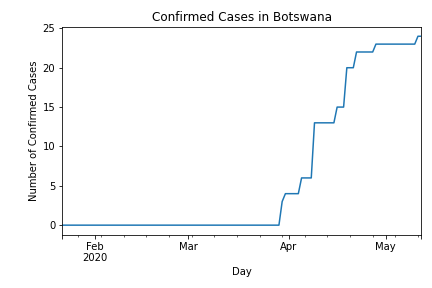 Confirmed Cases in Botswana
25
20
15
10
5
0
Number of Confirmed Cases
Feb Mar Apr May
2020
Day